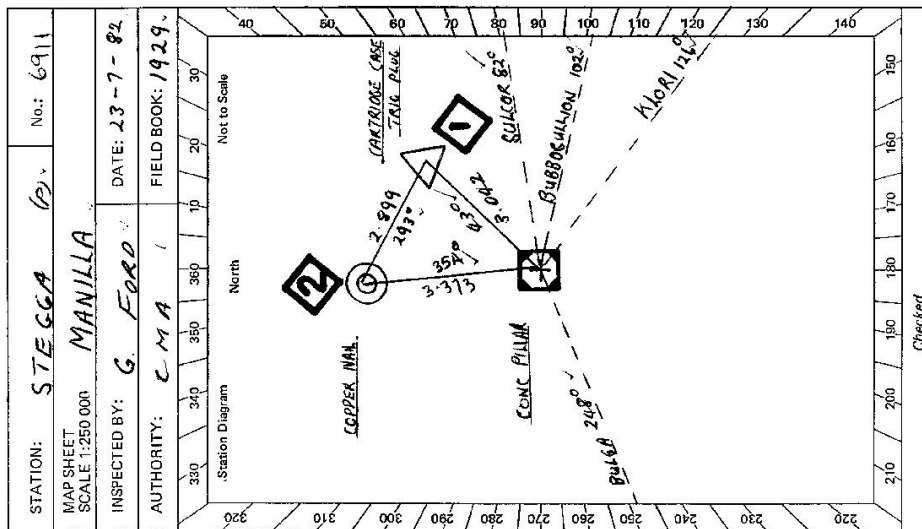 STATION: STEGGA (P). No.: 6911
MAP SHEET
SCALE 1:250 000 MANILLA
INSPECTED BY: G. FORD DATE: 23-7-82
AUTHORITY: C M A FIELD BOOK: 1929.
330 340 350 360 10 20 30
Station Diagram North Not to Scale
320 40
310 50
300 60
290 70
280 80
270 90
260 100
250 110
240 120
230 130
220 140
COPPER NAIL
2
2.899
293°
CARTRIDGE CASE
TRIG PLUG
1
354°
3.373
43°
3.042
CONC PILLAR
SULCOR 82°
BUBBOGULLION 102°
KLORI 126°
BULGA 248°
210 200 190 180 170 160 150
Checked